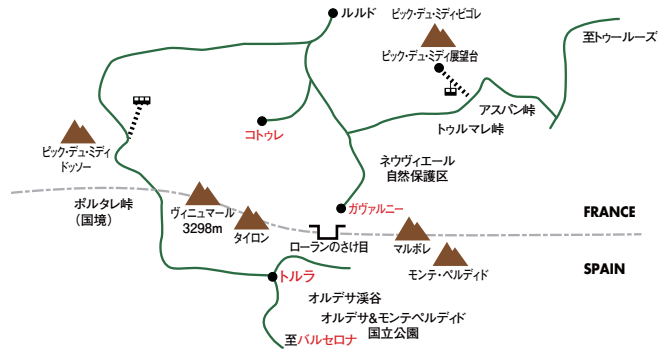 ルルド
ピック・デュ・ミディ・ビゴレ
ピック・デュ・ミディ展望台
至トゥールーズ
アスパン峠
トゥルマレ峠
コトゥレ
ピック・デュ・ミディ
ドッソー
ネウヴィエール
自然保護区
ポルタレ峠
(国境)
ヴィニュマール
3298m
タイロン
ガヴァルニー
ローランのさけ目
マルボレ
モンテ・ペルディド
FRANCE
SPAIN
トルラ
オルデサ渓谷
オルデサ&モンテペルディド
国立公園
至バルセロナ